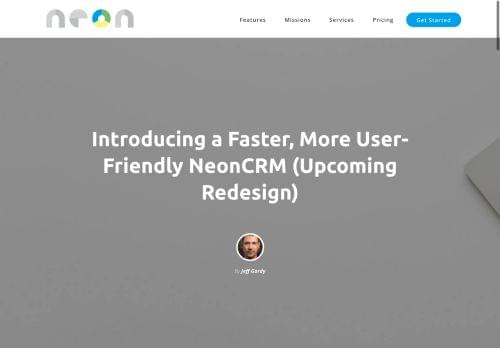 neon
Features Missions Services Pricing Get Started
Introducing a Faster, More User-
Friendly NeonCRM (Upcoming
Redesign)
By Jeff Gordy